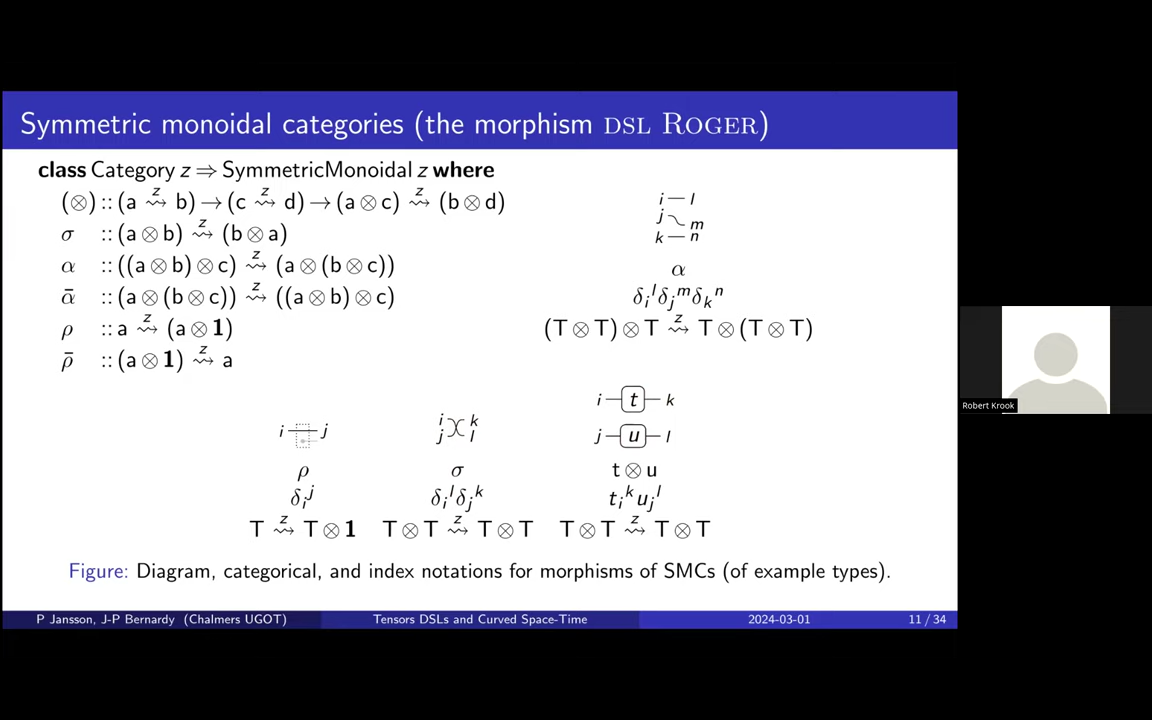 Symmetric monoidal categories (the morphism DSL ROGER)
class Category z ⇒ SymmetricMonoidal z where
(⊗) :: (a ᶻ⇝ b) → (c ᶻ⇝ d) → (a ⊗ c) ᶻ⇝ (b ⊗ d)
σ :: (a ⊗ b) ᶻ⇝ (b ⊗ a)
α :: ((a ⊗ b) ⊗ c) ᶻ⇝ (a ⊗ (b ⊗ c))
ᾱ :: (a ⊗ (b ⊗ c)) ᶻ⇝ ((a ⊗ b) ⊗ c)
ρ :: a ᶻ⇝ (a ⊗ 1)
ρ̄ :: (a ⊗ 1) ᶻ⇝ a
i l
j m
k n
α
δᵢˡδⱼᵐδₖⁿ
(T ⊗ T) ⊗ T ᶻ⇝ T ⊗ (T ⊗ T)
i j
ρ
δᵢʲ
T ᶻ⇝ T ⊗ 1
i k
j l
σ
δᵢˡδⱼᵏ
T ⊗ T ᶻ⇝ T ⊗ T
i t k
j u l
t ⊗ u
tᵢᵏuⱼˡ
T ⊗ T ᶻ⇝ T ⊗ T
Figure: Diagram, categorical, and index notations for morphisms of SMCs (of example types).
P Jansson, J-P Bernardy (Chalmers UGOT) Tensors DSLs and Curved Space-Time 2024-03-01 11 / 34
Robert Krook